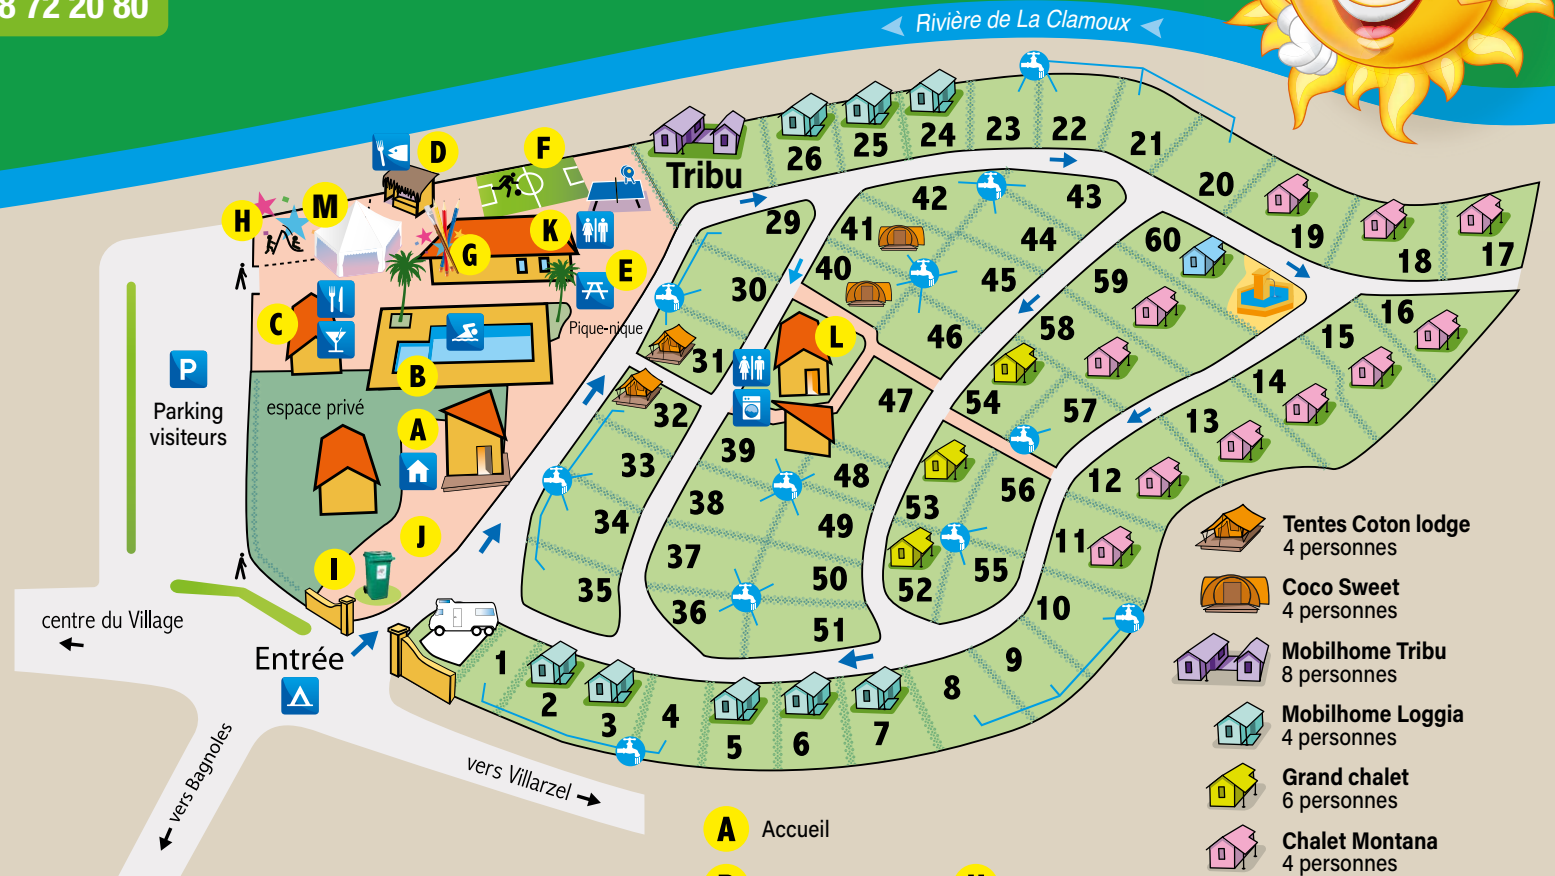 8 72 20 80
Rivière de La Clamoux
D
F
H
M
K
G
E
C
B
L
A
J
I
P
Parking
visiteurs
espace privé
Pique-nique
Tribu
26
25
24
23
22
21
20
19
18
17
29
42
43
41
40
44
60
30
45
59
46
58
16
15
31
14
32
47
54
57
13
39
33
48
12
38
53
56
34
49
11
37
50
52
55
35
36
51
10
1
2
3
4
5
6
7
8
9
centre du Village
Entrée
vers Bagnoles
vers Villarzel
Tentes Coton lodge
4 personnes
Coco Sweet
4 personnes
Mobilhome Tribu
8 personnes
Mobilhome Loggia
4 personnes
Grand chalet
6 personnes
Chalet Montana
4 personnes
A Accueil